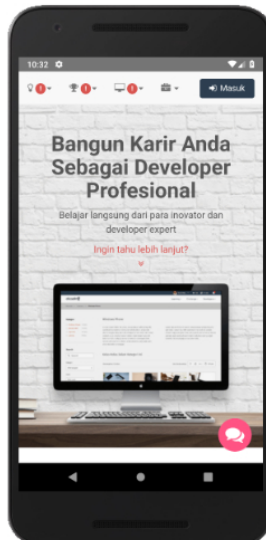 10:32
! ! ! Masuk
Bangun Karir Anda
Sebagai Developer
Profesional
Belajar langsung dari para inovator dan
developer expert
Ingin tahu lebih lanjut?